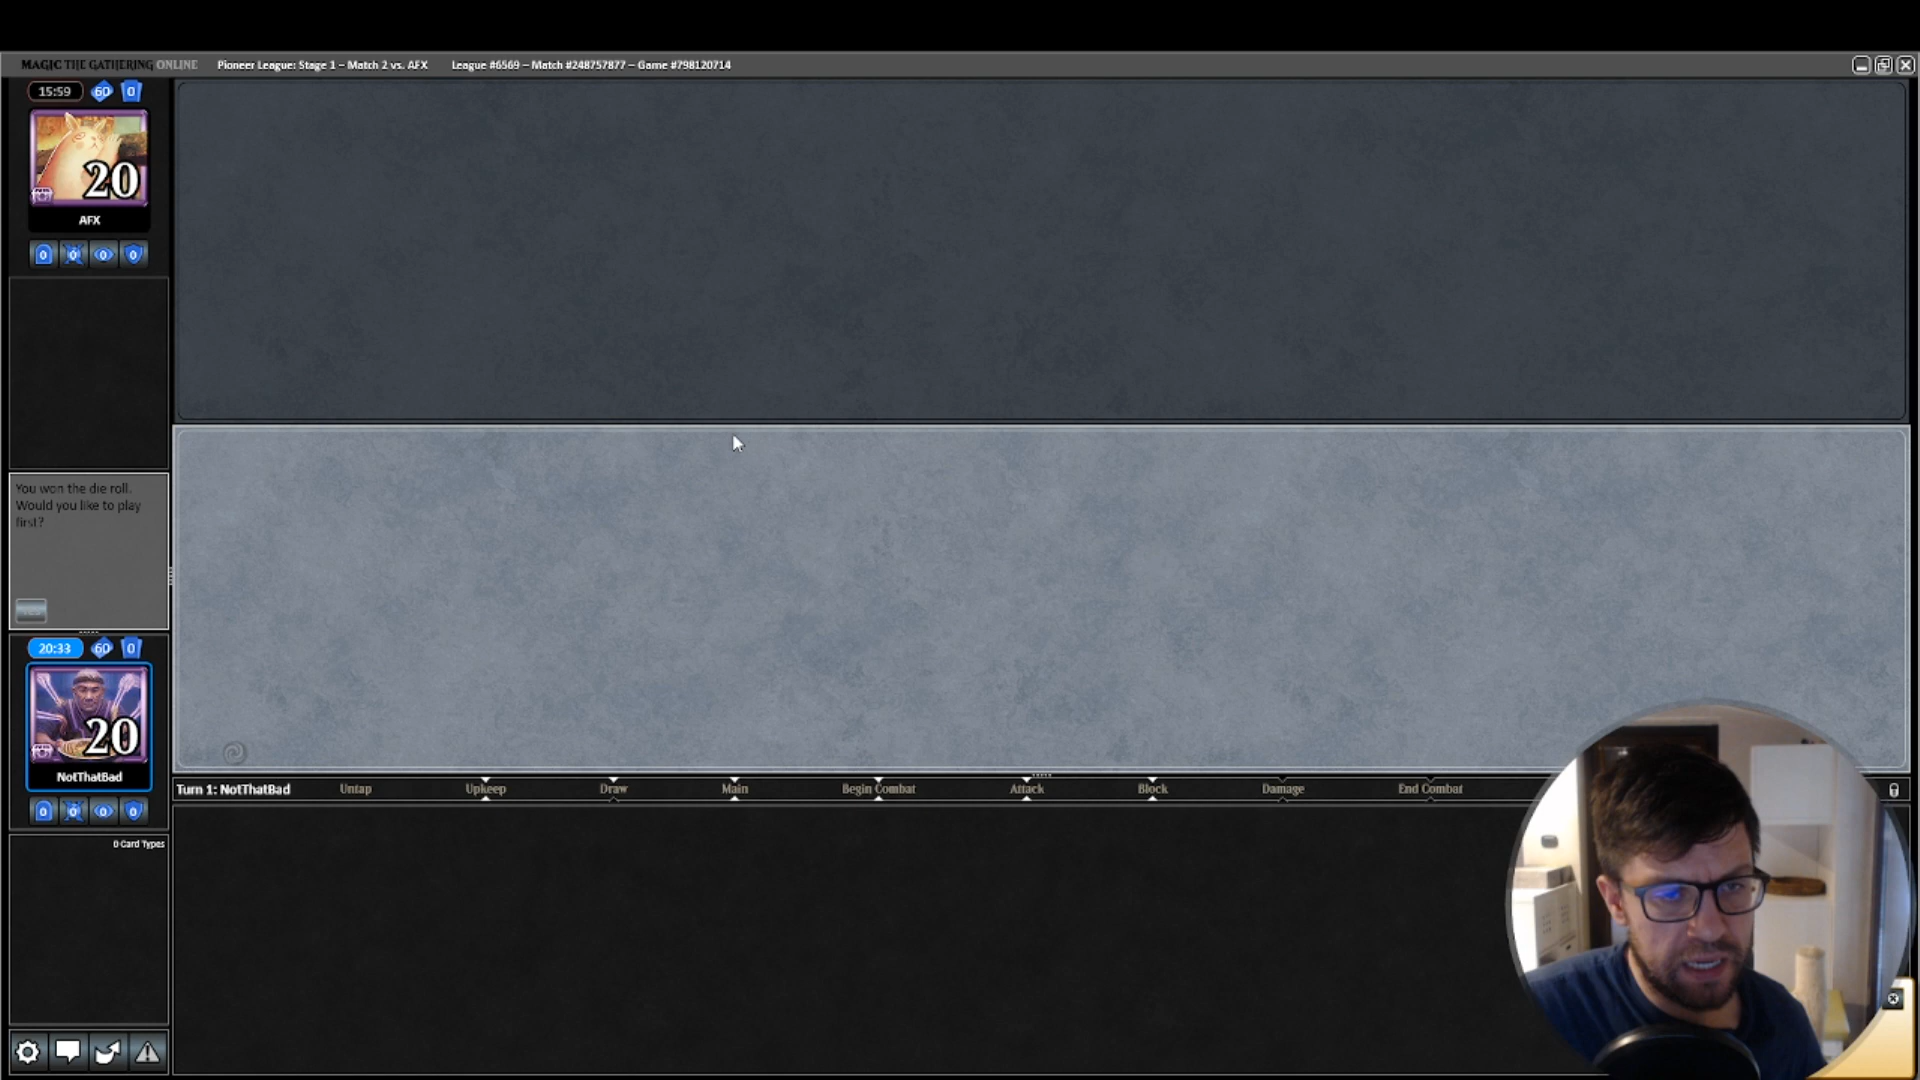 MAGIC THE GATHERING ONLINE Pioneer League: Stage 1 – Match 2 vs. AFX League #6569 – Match #248757877 – Game #798120714
15:59 60 0
20
AFX
0 0 0 0
You won the die roll.
Would you like to play
first?
20:33 60 0
20
NotThatBad
Turn 1: NotThatBad Untap Upkeep Draw Main Begin Combat Attack Block Damage End Combat
0 0 0 0
0 Card Types